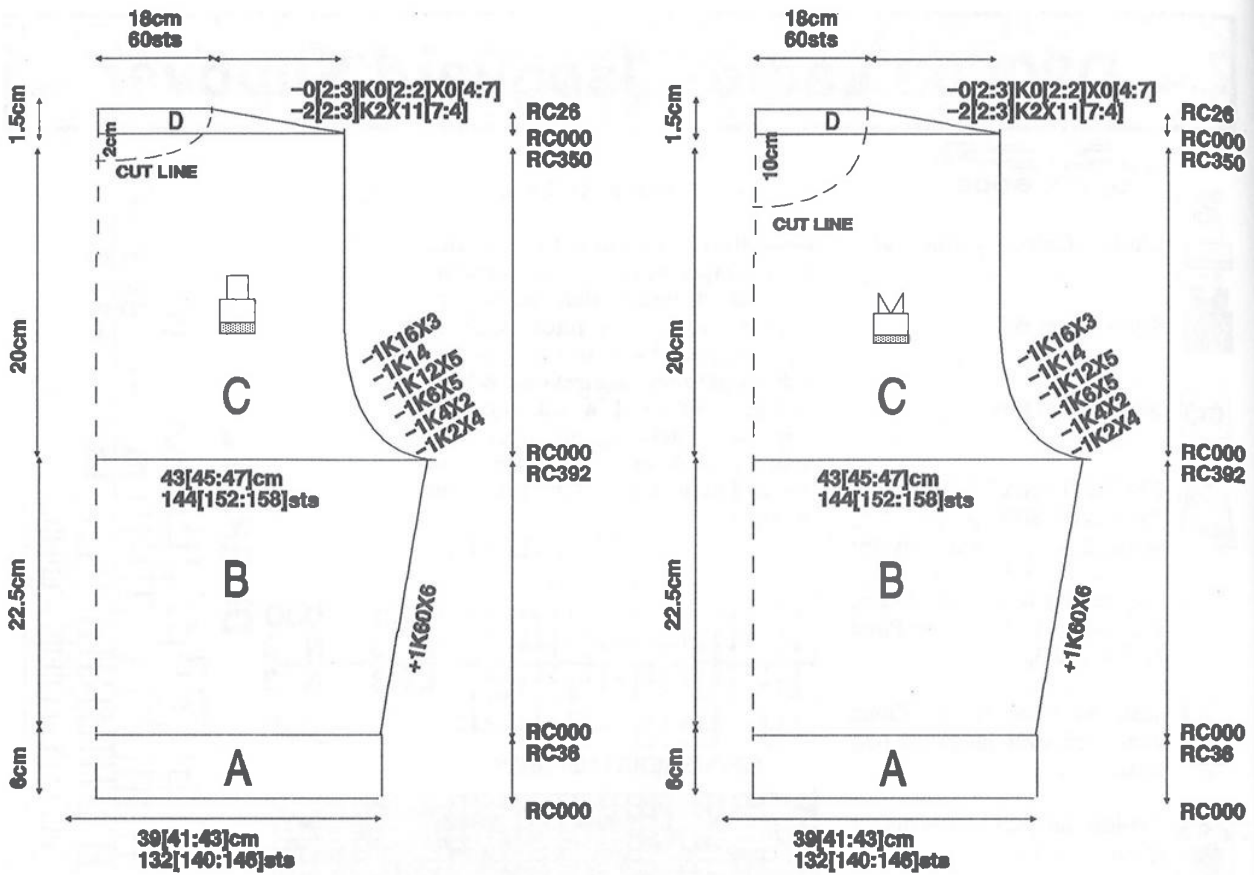 18cm
60sts
-0[2:3]K0[2:2]X0[4:7]
-2[2:3]K2X11[7:4]
1.5cm
D
2cm
CUT LINE
RC26
RC000
RC350
20cm
C
-1K16X3
-1K14
-1K12X5
-1K6X5
-1K4X2
-1K2X4
RC000
RC392
43[45:47]cm
144[152:158]sts
22.5cm
B
+1K60X6
RC000
RC36
6cm
A
RC000
39[41:43]cm
132[140:146]sts
18cm
60sts
-0[2:3]K0[2:2]X0[4:7]
-2[2:3]K2X11[7:4]
1.5cm
D
10cm
CUT LINE
RC26
RC000
RC350
20cm
C
-1K16X3
-1K14
-1K12X5
-1K6X5
-1K4X2
-1K2X4
RC000
RC392
43[45:47]cm
144[152:158]sts
22.5cm
B
+1K60X6
RC000
RC36
6cm
A
RC000
39[41:43]cm
132[140:146]sts